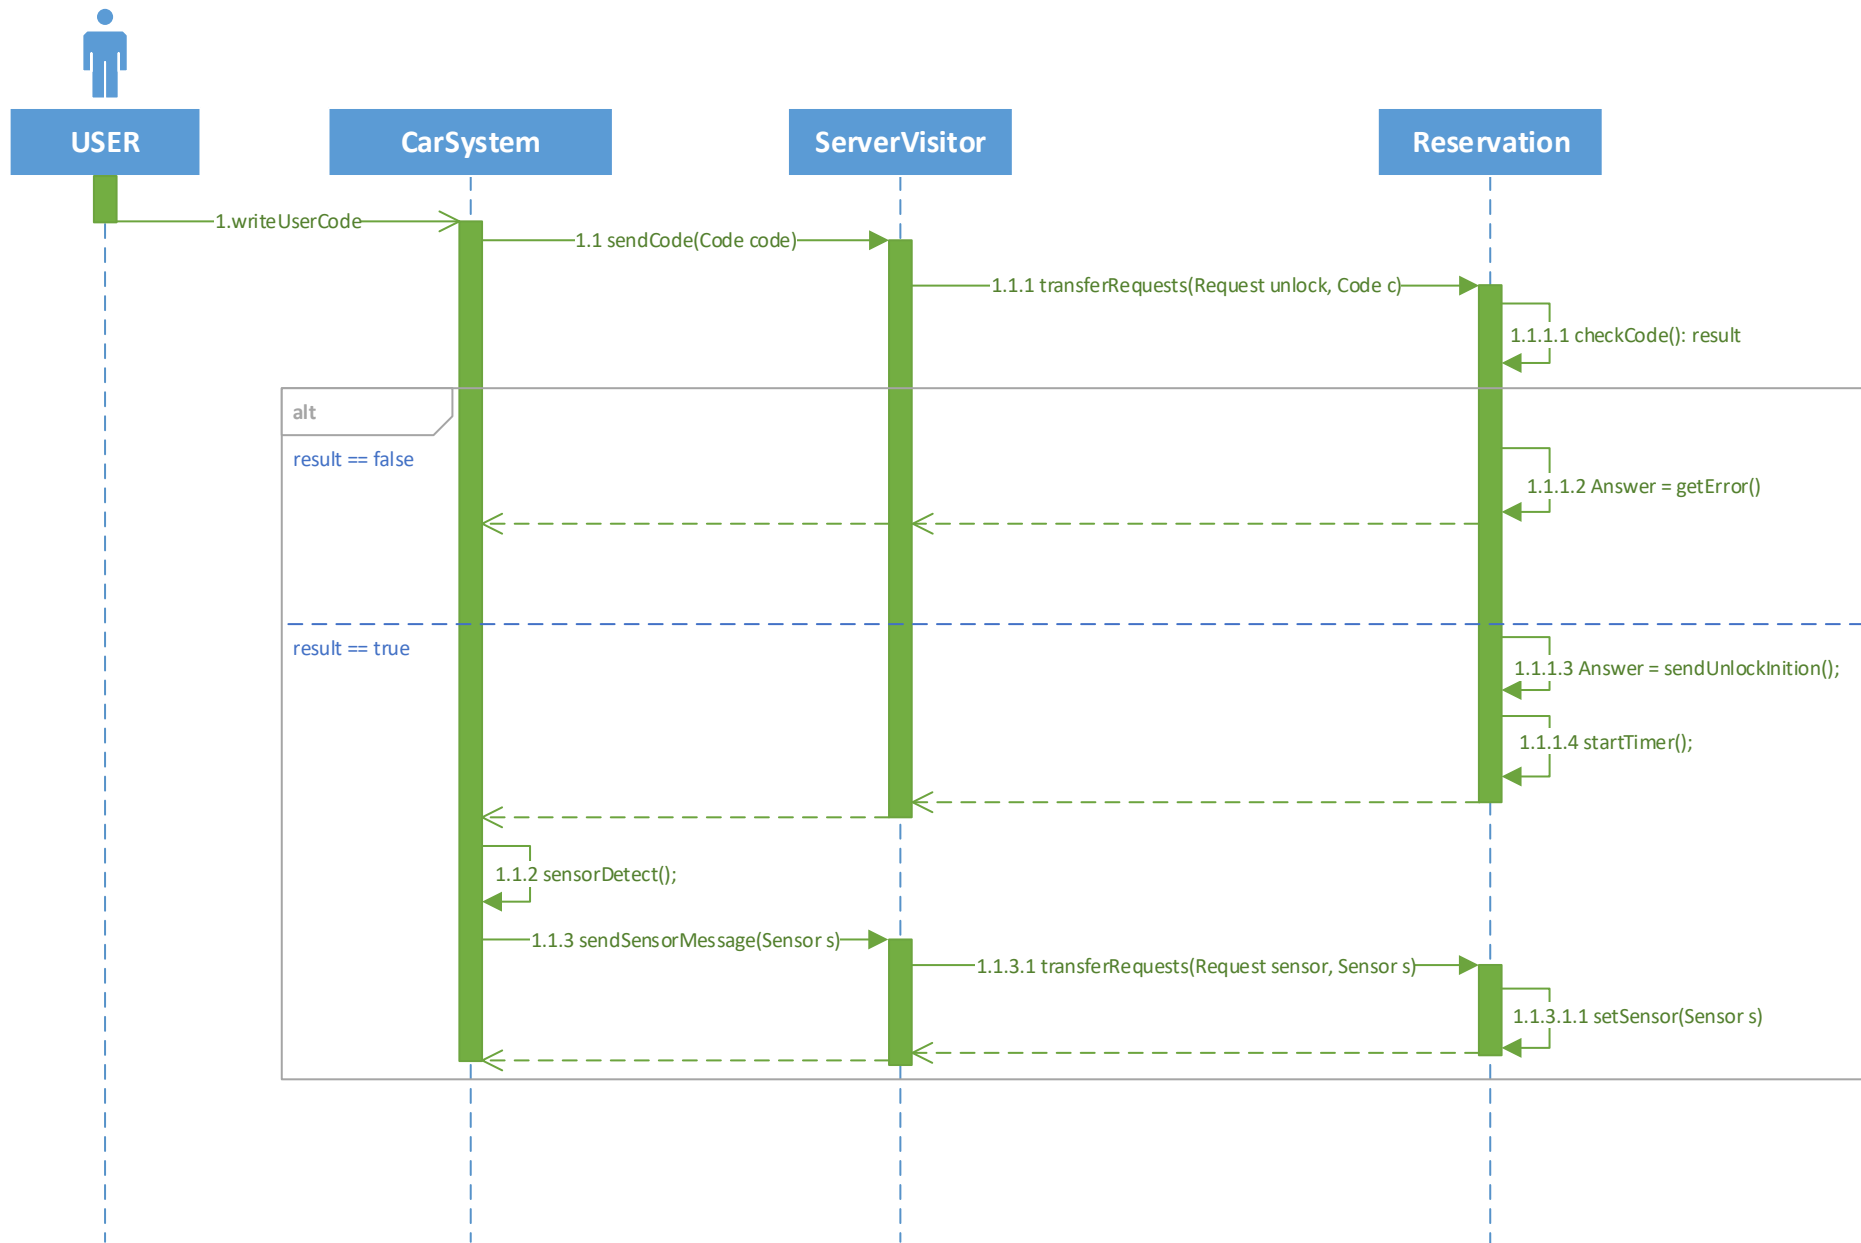 USER
CarSystem
ServerVisitor
Reservation
1.writeUserCode
1.1 sendCode(Code code)
1.1.1 transferRequests(Request unlock, Code c)
1.1.1.1 checkCode(): result
alt
result == false
1.1.1.2 Answer = getError()
result == true
1.1.1.3 Answer = sendUnlockInition();
1.1.1.4 startTimer();
1.1.2 sensorDetect();
1.1.3 sendSensorMessage(Sensor s)
1.1.3.1 transferRequests(Request sensor, Sensor s)
1.1.3.1.1 setSensor(Sensor s)